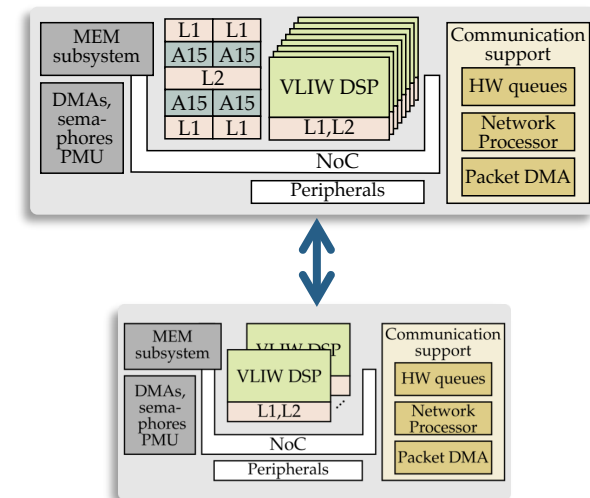 MEM
subsystem
DMAs,
sema-
phores
PMU
L1 L1
A15 A15
L2
A15 A15
L1 L1
VLIW DSP
L1,L2
NoC
Peripherals
Communication
support
HW queues
Network
Processor
Packet DMA
MEM
subsystem
DMAs,
sema-
phores
PMU
VLIW DSP
VLIW DSP
L1,L2
NoC
Peripherals
Communication
support
HW queues
Network
Processor
Packet DMA